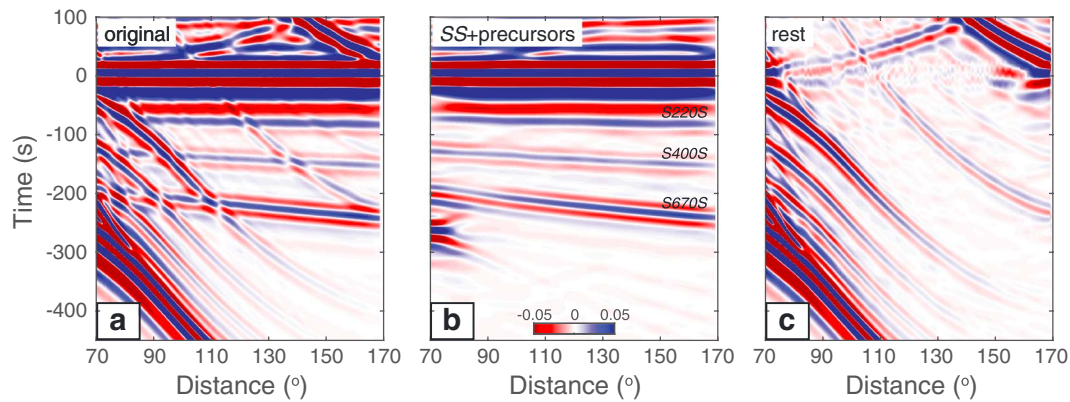 original
SS+precursors
rest
100
0
-100
-200
-300
-400
Time (s)
S220S
S400S
S670S
-0.05 0 0.05
a
b
c
70 90 110 130 150 170
70 90 110 130 150 170
70 90 110 130 150 170
Distance (o)
Distance (o)
Distance (o)